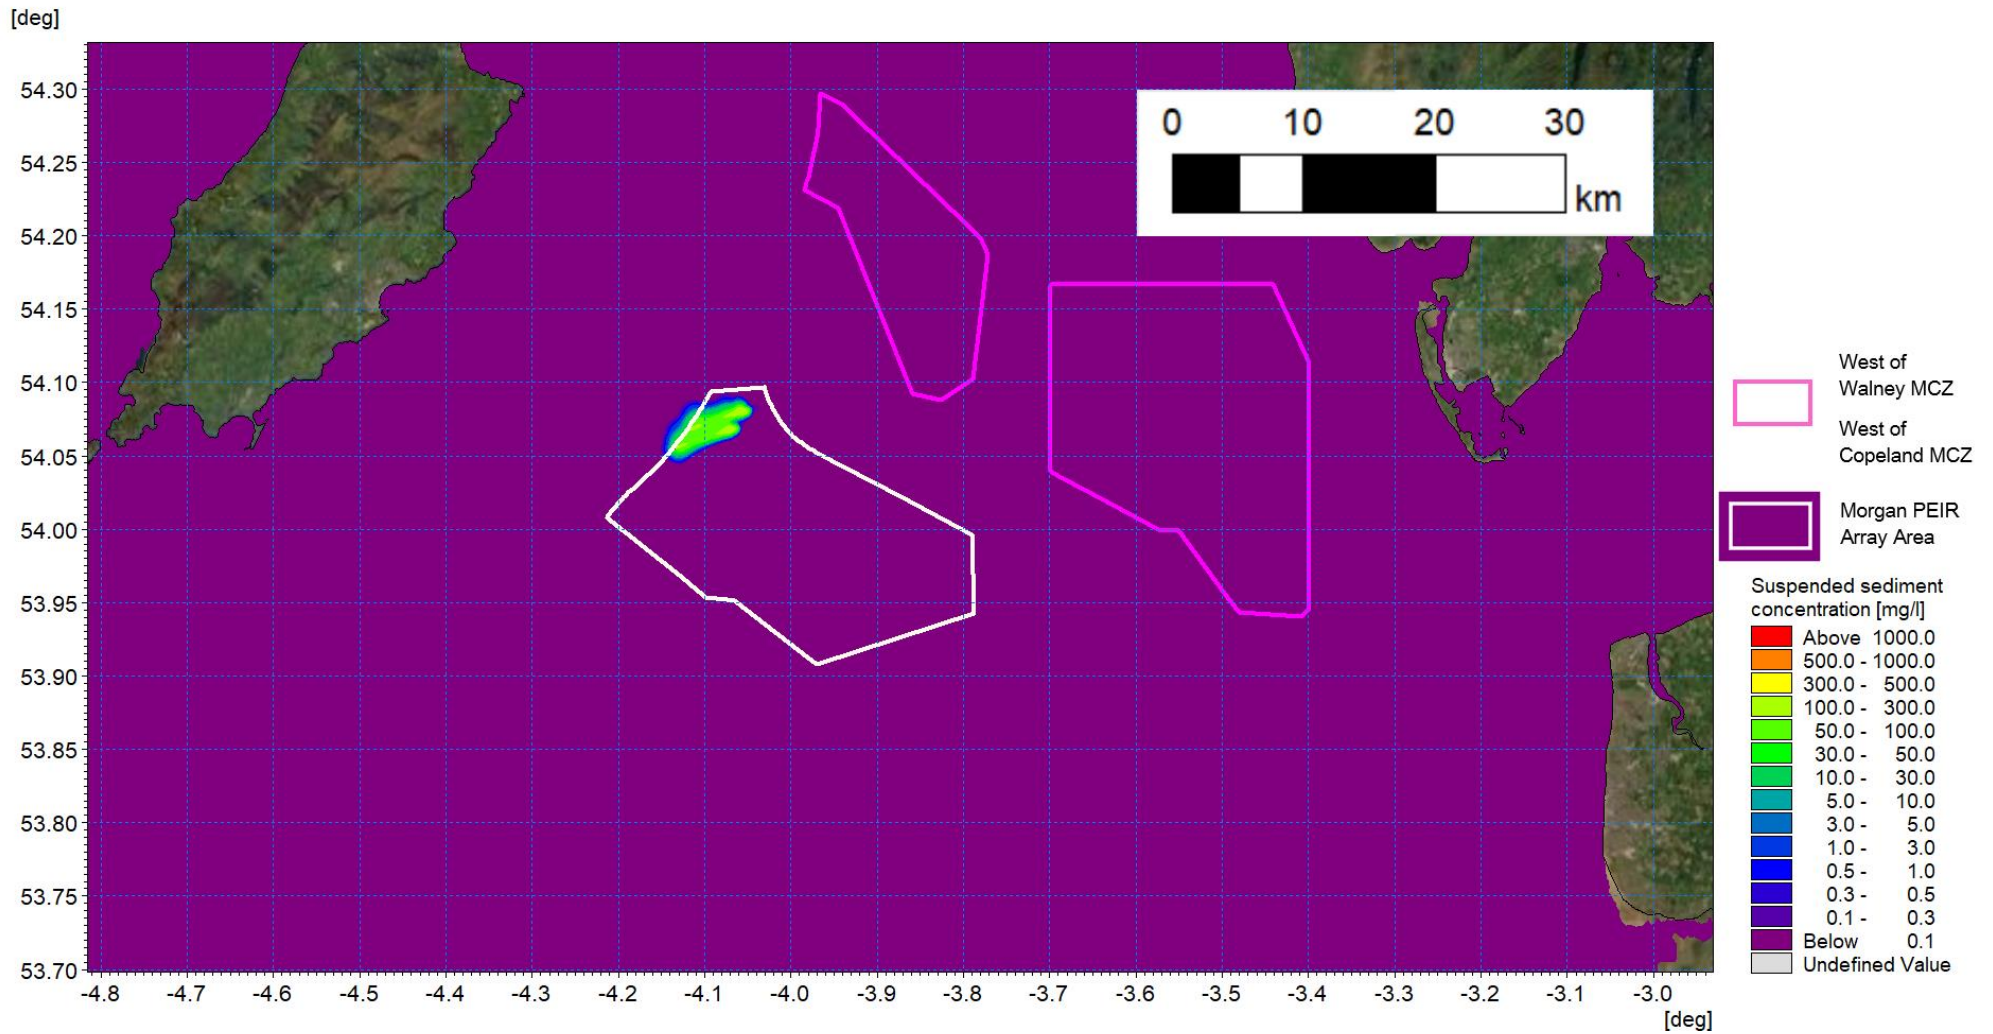 [deg]
54.30
54.25
54.20
54.15
54.10
54.05
54.00
53.95
53.90
53.85
53.80
53.75
53.70
-4.8 -4.7 -4.6 -4.5 -4.4 -4.3 -4.2 -4.1 -4.0 -3.9 -3.8 -3.7 -3.6 -3.5 -3.4 -3.3 -3.2 -3.1 -3.0
[deg]
0 10 20 30
km
West of
Walney MCZ
West of
Copeland MCZ
Morgan PEIR
Array Area
Suspended sediment
concentration [mg/l]
Above 1000.0
500.0 - 1000.0
300.0 - 500.0
100.0 - 300.0
50.0 - 100.0
30.0 - 50.0
10.0 - 30.0
5.0 - 10.0
3.0 - 5.0
1.0 - 3.0
0.5 - 1.0
0.3 - 0.5
0.1 - 0.3
Below 0.1
Undefined Value